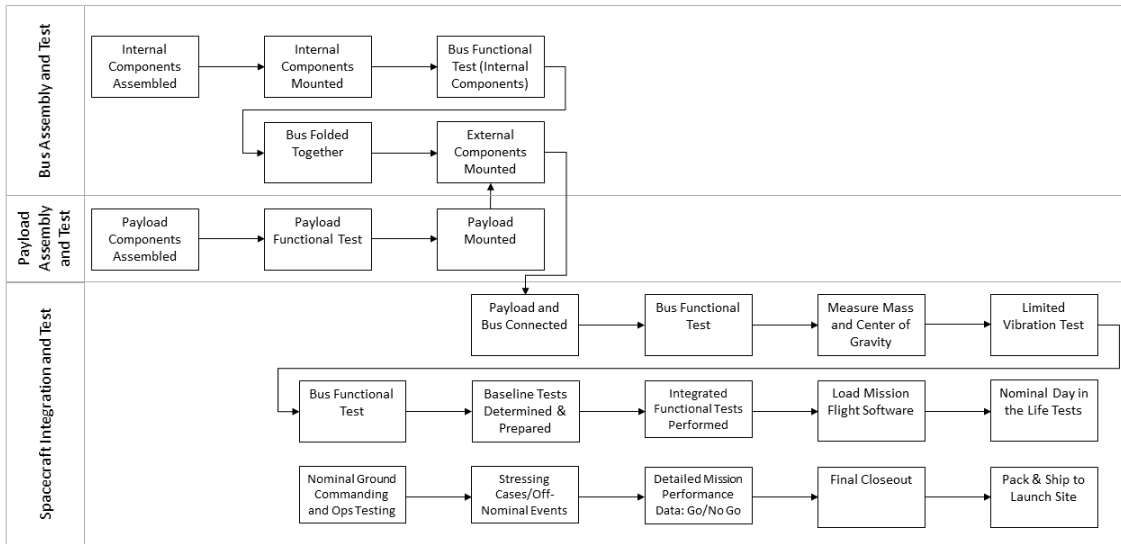 Bus Assembly and Test
Internal
Components
Assembled
Internal
Components
Mounted
Bus Functional
Test (Internal
Components)
Bus Folded
Together
External
Components
Mounted
Payload
Assembly
and Test
Payload
Components
Assembled
Payload
Functional Test
Payload
Mounted
Spacecraft Integration and Test
Payload and
Bus Connected
Bus Functional
Test
Measure Mass
and Center of
Gravity
Limited
Vibration Test
Bus Functional
Test
Baseline Tests
Determined &
Prepared
Integrated
Functional Tests
Performed
Load Mission
Flight Software
Nominal Day in
the Life Tests
Nominal Ground
Commanding
and Ops Testing
Stressing
Cases/Off-
Nominal Events
Detailed Mission
Performance
Data: Go/No Go
Final Closeout
Pack & Ship to
Launch Site